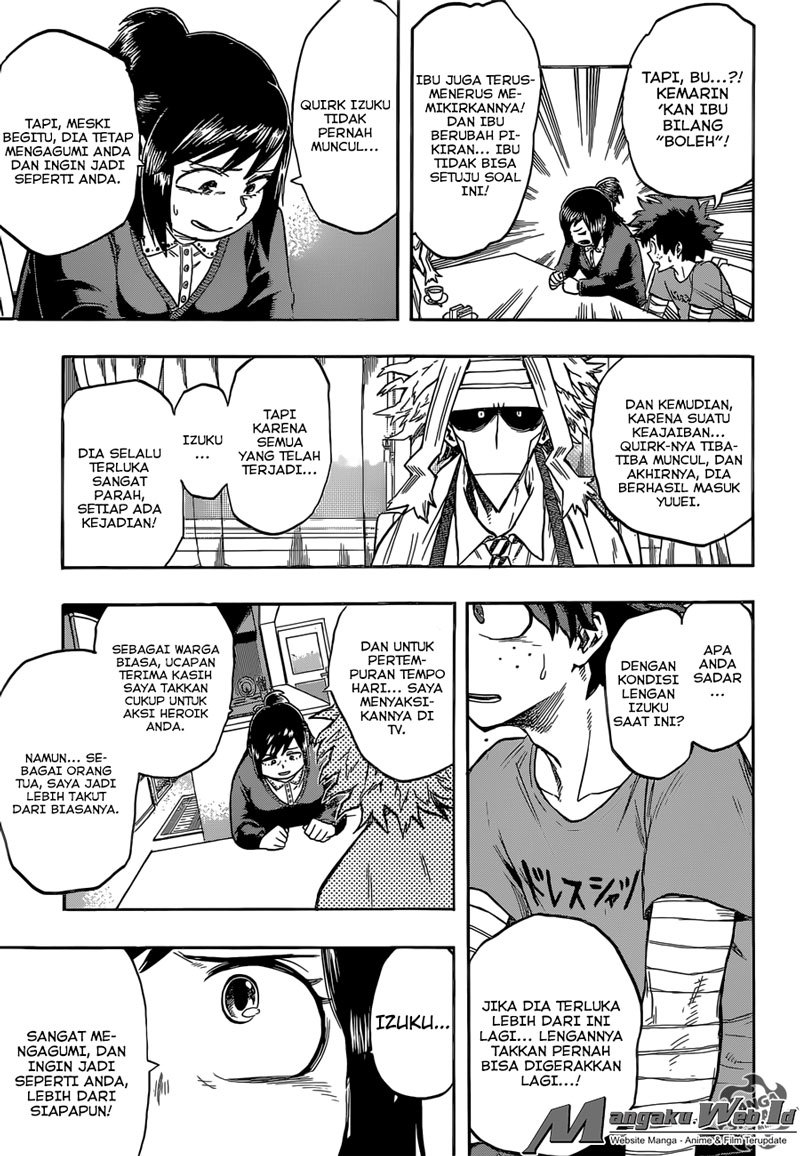 TAPI, BU...?!
KEMARIN
'KAN IBU
BILANG
"BOLEH"!
IBU JUGA TERUS-
MENERUS ME-
MIKIRKANNYA!
DAN IBU
BERUBAH PI-
KIRAN... IBU
TIDAK BISA
SETUJU SOAL
INI!
QUIRK IZUKU
TIDAK
PERNAH
MUNCUL...
TAPI, MESKI
BEGITU, DIA TETAP
MENGAGUMI ANDA
DAN INGIN JADI
SEPERTI ANDA.
DAN KEMUDIAN,
KARENA SUATU
KEAJAIBAN...
QUIRK-NYA TIBA-
TIBA MUNCUL, DAN
AKHIRNYA, DIA
BERHASIL MASUK
YUUEI.
TAPI
KARENA
SEMUA
YANG TELAH
TERJADI...
IZUKU
...
DIA SELALU
TERLUKA
SANGAT
PARAH,
SETIAP ADA
KEJADIAN!
APA
ANDA
SADAR
...
DENGAN
KONDISI
LENGEN
IZUKU
SAAT INI?
ドレスシャツ
JIKA DIA TERLUKA
LEBIH DARI INI
LAGI... LENGANNYA
TAKKAN PERNAH
BISA DIGERAKKAN
LAGI...!
DAN UNTUK
PERTEM-
PURAN TEMPO
HARI... SAYA
MENYAKSI-
KANNYA DI
TV.
SEBAGAI WARGA
BIASA, UCAPAN
TERIMA KASIH
SAYA TAKKAN
CUKUP UNTUK
AKSI HEROIK
ANDA.
NAMUN... SE-
BAGAI ORANG
TUA, SAYA JADI
LEBIH TAKUT
DARI BIASANYA.
IZUKU...
SANGAT ME-
NGAGUMI, DAN
INGIN JADI
SEPERTI ANDA,
LEBIH DARI
SIAPAPUN!
Mangaku.Web.Id
Website Manga - Anime & Film Terupdate